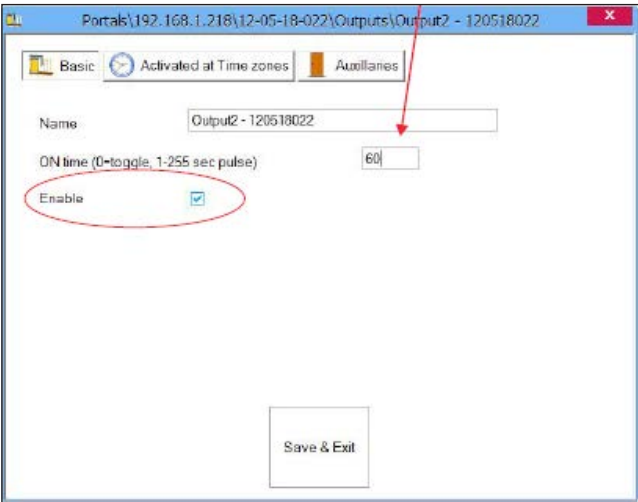 Portals\192.168.1.218\12-05-18-022\Outputs\Output2 - 120518022 x
Basic Activated at Time zones Auxiliaries
Name Output2 - 120518022
ON time (0=toggle, 1-255 sec pulse) 60
Enable
Save & Exit